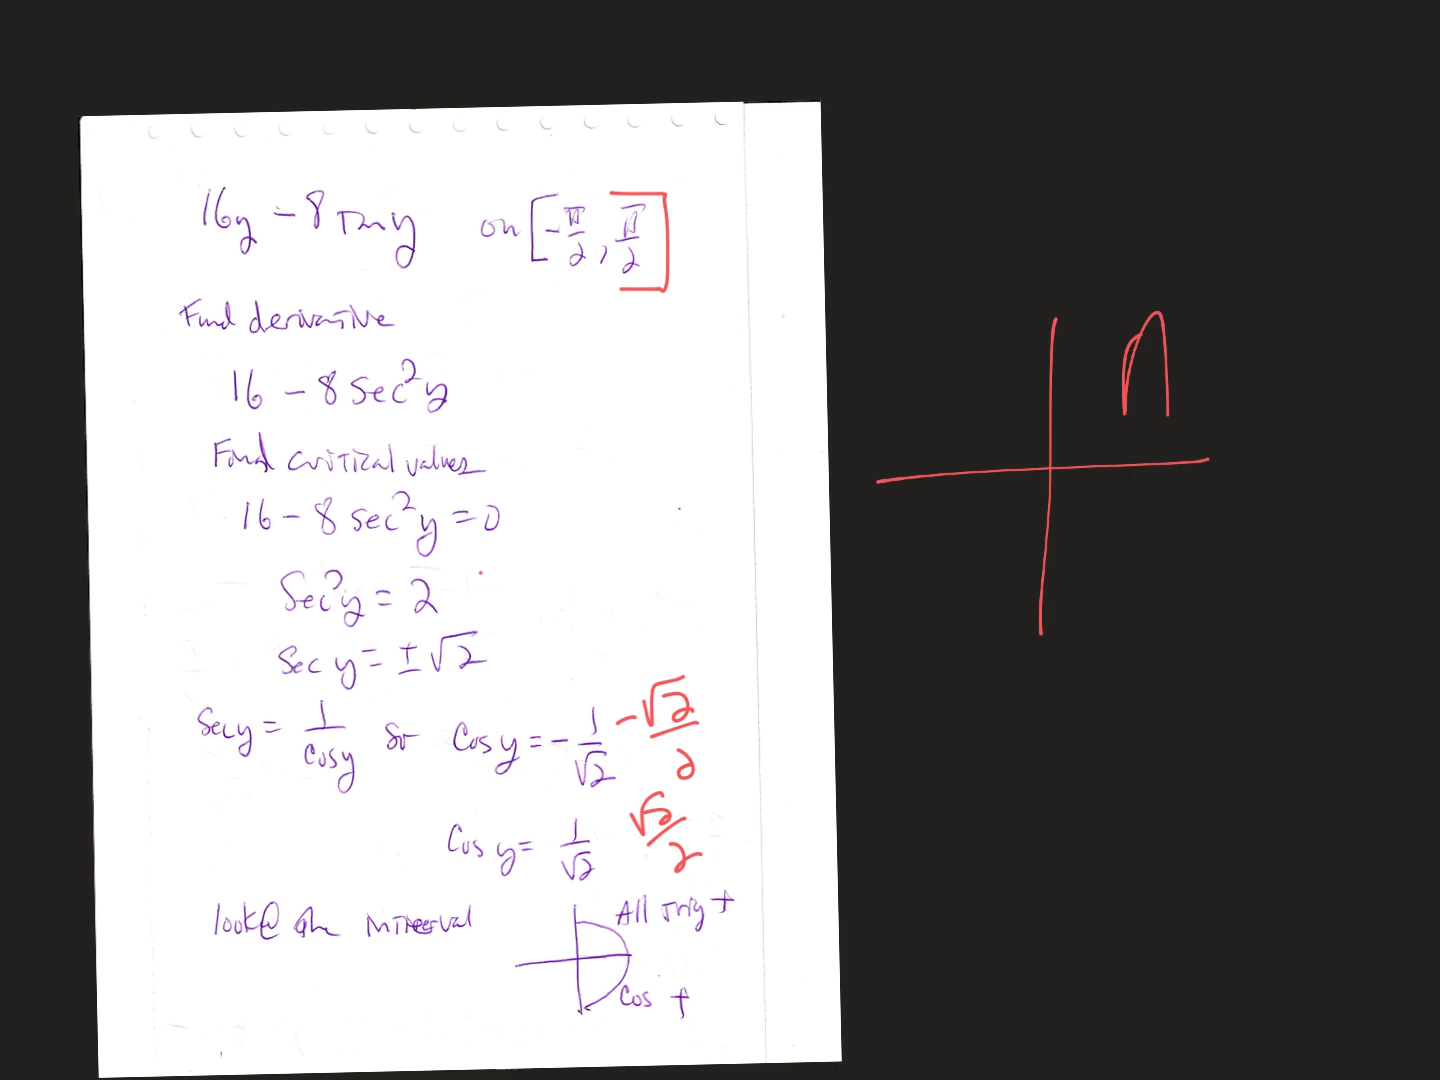 16y - 8 Tan y on [-π/2, π/2]
Find derivative
16 - 8 Sec²y
Find critical values
16 - 8 sec²y = 0
Sec²y = 2
Sec y = ±√2
Sec y = 1/cosy So Cos y = - 1/√2 -√2/2
Cos y = 1/√2 √2/2
look @ the interval All Trig +
Cos +